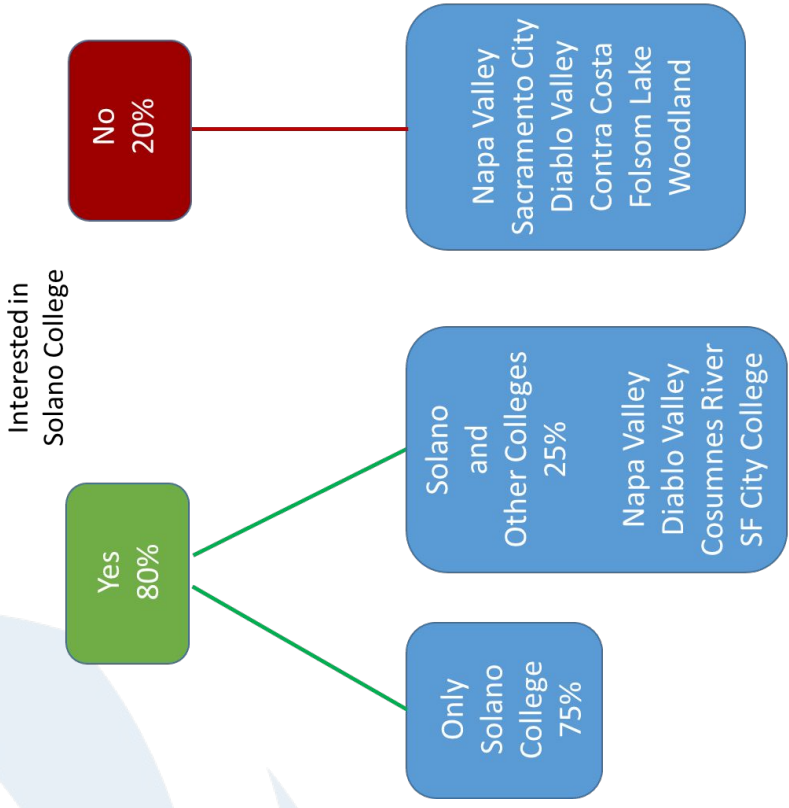 Interested in
Solano College
Yes
80%
No
20%
Only
Solano
College
75%
Solano
and
Other Colleges
25%
Napa Valley
Diablo Valley
Cosumnes River
SF City College
Napa Valley
Sacramento City
Diablo Valley
Contra Costa
Folsom Lake
Woodland